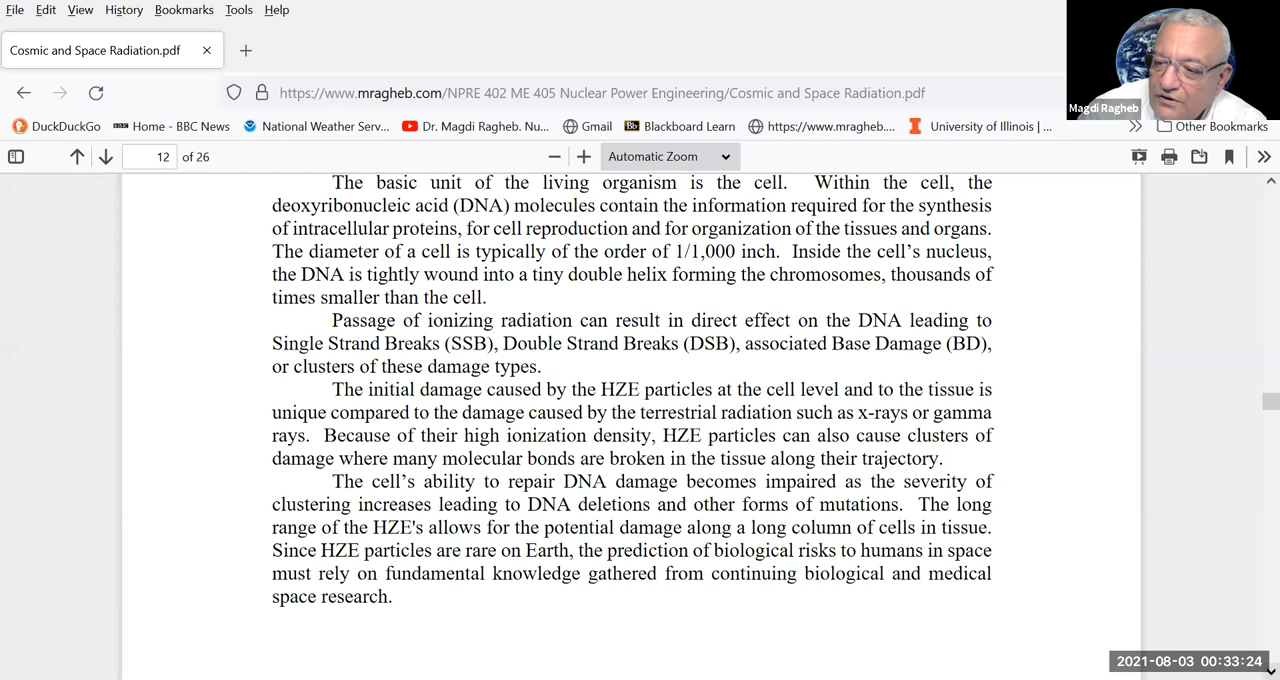 File Edit View History Bookmarks Tools Help
Cosmic and Space Radiation.pdf
https://www.mragheb.com/NPRE 402 ME 405 Nuclear Power Engineering/Cosmic and Space Radiation.pdf
Magdi Ragheb
DuckDuckGo BBC Home - BBC News National Weather Serv... Dr. Magdi Ragheb. Nu... Gmail Bb Blackboard Learn https://www.mragheb.... I University of Illinois |... Other Bookmarks
12 of 26 Automatic Zoom
The basic unit of the living organism is the cell. Within the cell, the
deoxyribonucleic acid (DNA) molecules contain the information required for the synthesis
of intracellular proteins, for cell reproduction and for organization of the tissues and organs.
The diameter of a cell is typically of the order of 1/1,000 inch. Inside the cell's nucleus,
the DNA is tightly wound into a tiny double helix forming the chromosomes, thousands of
times smaller than the cell.
Passage of ionizing radiation can result in direct effect on the DNA leading to
Single Strand Breaks (SSB), Double Strand Breaks (DSB), associated Base Damage (BD),
or clusters of these damage types.
The initial damage caused by the HZE particles at the cell level and to the tissue is
unique compared to the damage caused by the terrestrial radiation such as x-rays or gamma
rays. Because of their high ionization density, HZE particles can also cause clusters of
damage where many molecular bonds are broken in the tissue along their trajectory.
The cell's ability to repair DNA damage becomes impaired as the severity of
clustering increases leading to DNA deletions and other forms of mutations. The long
range of the HZE's allows for the potential damage along a long column of cells in tissue.
Since HZE particles are rare on Earth, the prediction of biological risks to humans in space
must rely on fundamental knowledge gathered from continuing biological and medical
space research.
2021-08-03 00:33:24